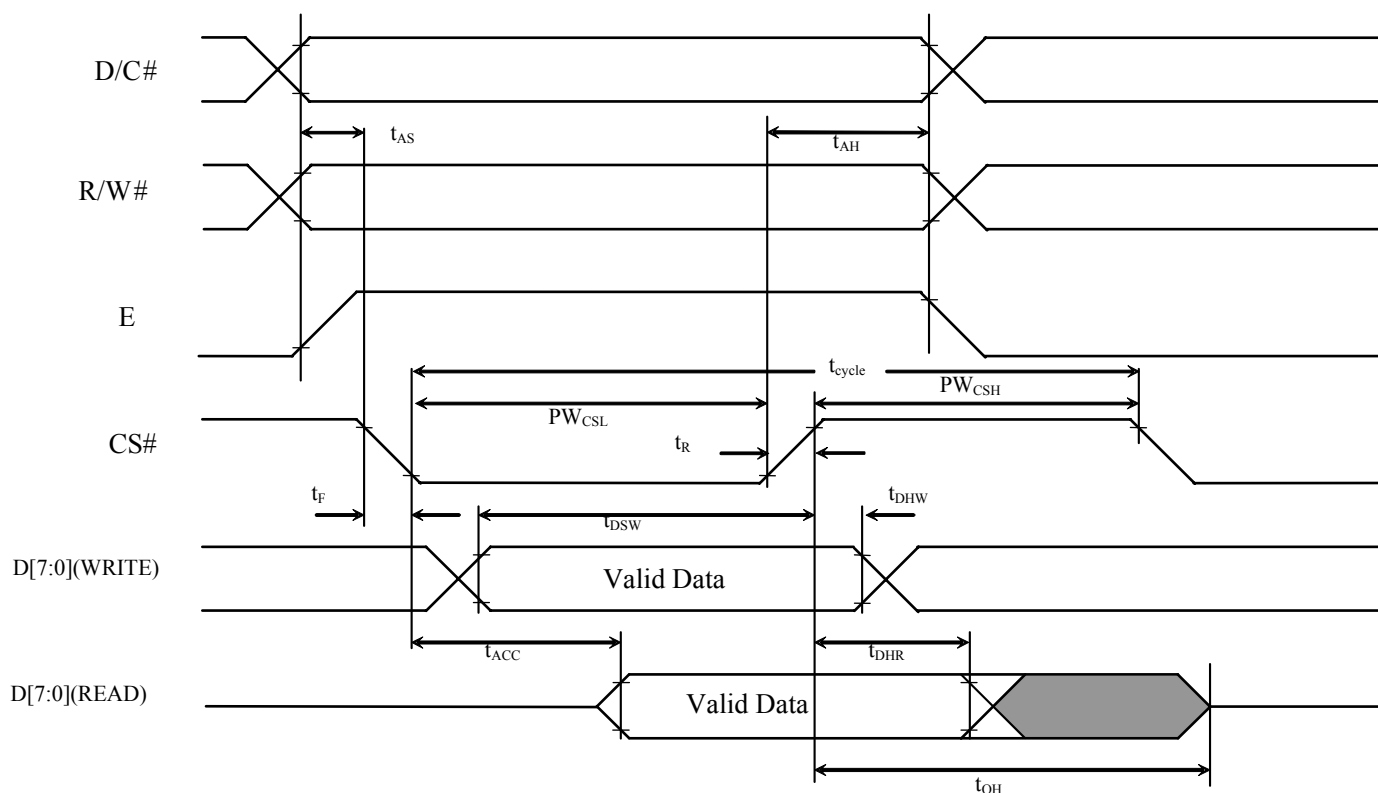 D/C#
tAS
tAH
R/W#
E
tcycle
PWCSL
PWCSH
CS#
tR
tF
tDSW
tDHW
D[7:0](WRITE)
Valid Data
tACC
tDHR
D[7:0](READ)
Valid Data
tOH